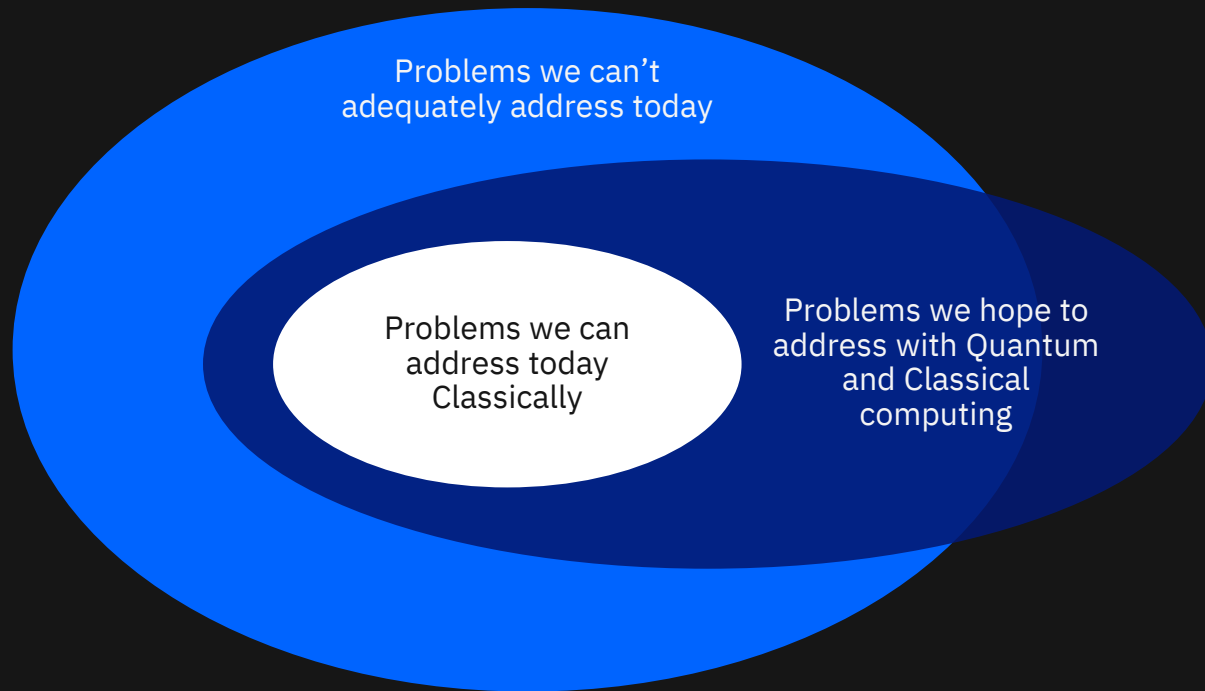 Problems we can’t
adequately address today
Problems we can
address today
Classically
Problems we hope to
address with Quantum
and Classical
computing